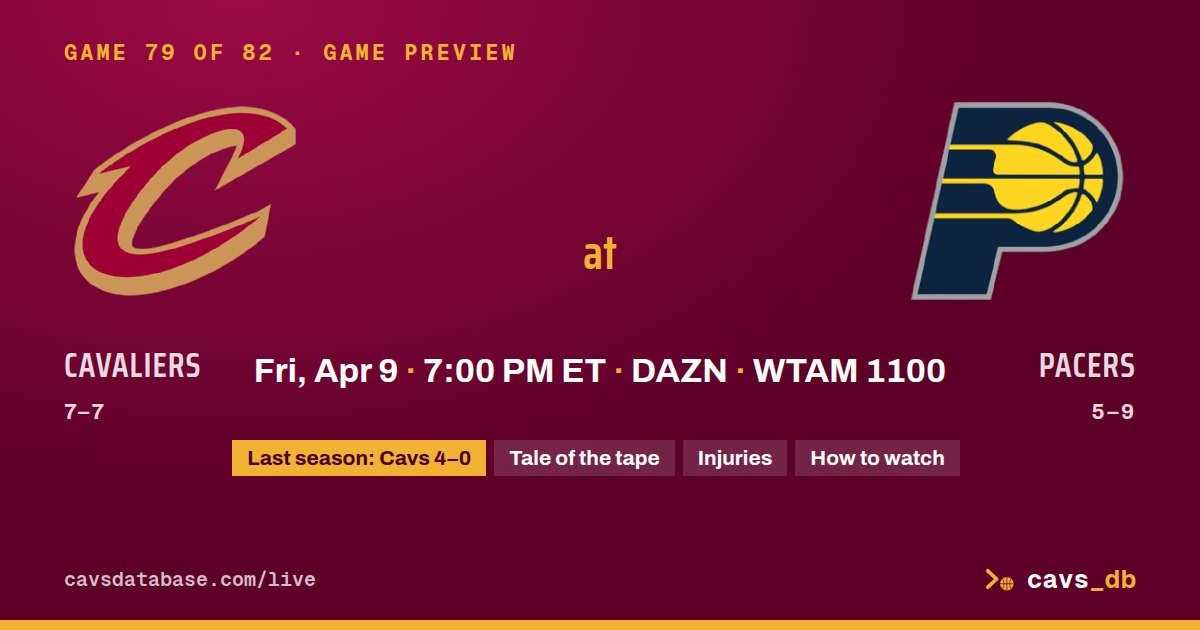 GAME 79 OF 82 · GAME PREVIEW
at
CAVALIERS
7–7
Fri, Apr 9 · 7:00 PM ET · DAZN · WTAM 1100
PACERS
5–9
Last season: Cavs 4–0
Tale of the tape
Injuries
How to watch
cavsdatabase.com/live
cavs_db